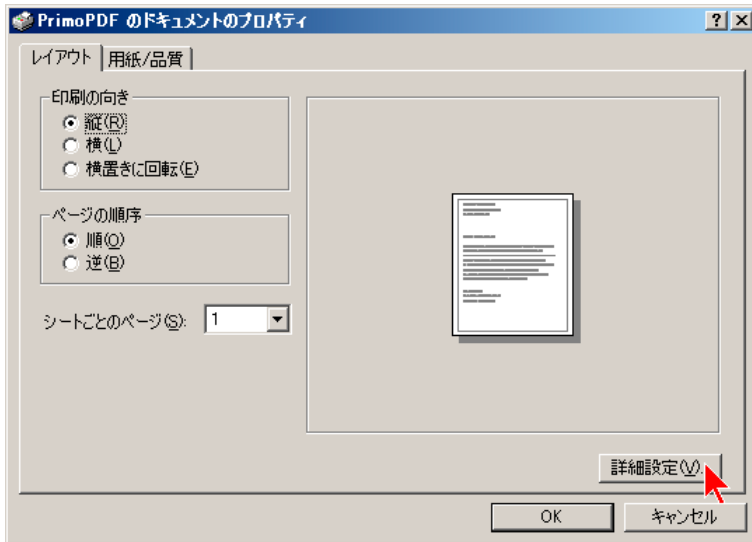 PrimoPDF のドキュメントのプロパティ
レイアウト 用紙/品質
印刷の向き
縦(R)
横(L)
横置きに回転(E)
ページの順序
順(O)
逆(B)
シートごとのページ(S): 1
詳細設定(V)...
OK キャンセル